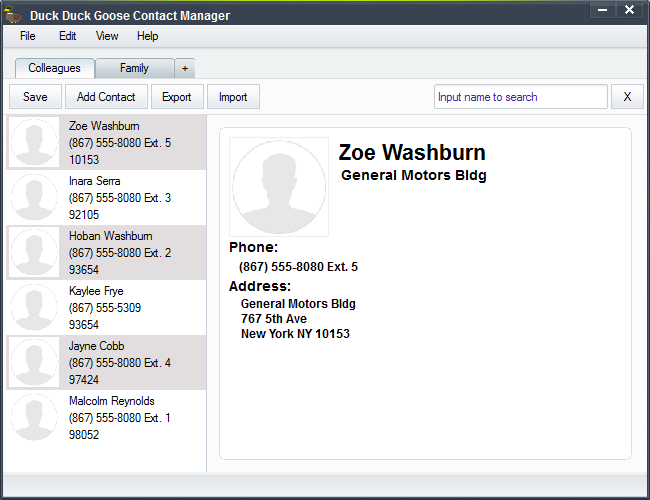 Duck Duck Goose Contact Manager
File Edit View Help
Colleagues Family +
Save Add Contact Export Import Input name to search X
Zoe Washburn
(867) 555-8080 Ext. 5
10153
Inara Serra
(867) 555-8080 Ext. 3
92105
Hoban Washburn
(867) 555-8080 Ext. 2
93654
Kaylee Frye
(867) 555-5309
93654
Jayne Cobb
(867) 555-8080 Ext. 4
97424
Malcolm Reynolds
(867) 555-8080 Ext. 1
98052
Zoe Washburn
General Motors Bldg
Phone:
(867) 555-8080 Ext. 5
Address:
General Motors Bldg
767 5th Ave
New York NY 10153